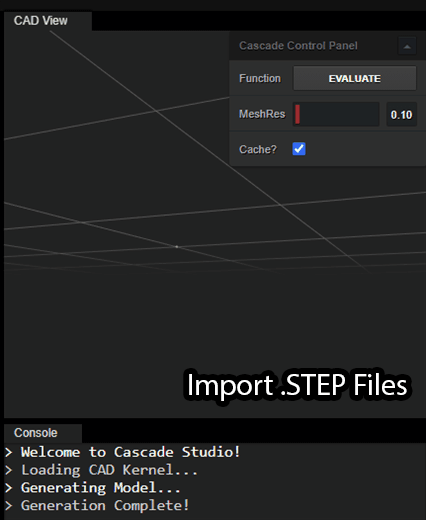 CAD View
Cascade Control Panel
Function EVALUATE
MeshRes 0.10
Cache?
Import .STEP Files
Console
> Welcome to Cascade Studio!
> Loading CAD Kernel...
> Generating Model...
> Generation Complete!